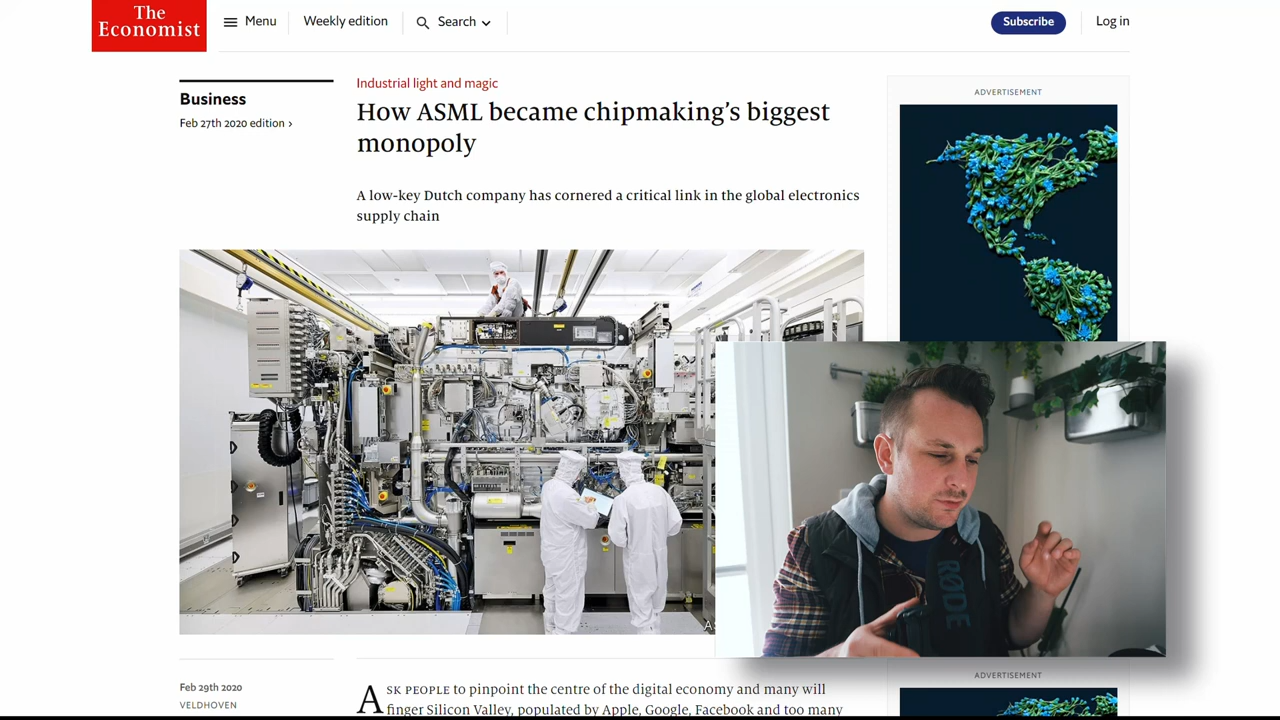 The
Economist
Menu
Weekly edition
Search
Subscribe
Log in
Business
Feb 27th 2020 edition ›
Industrial light and magic
How ASML became chipmaking’s biggest
monopoly
A low-key Dutch company has cornered a critical link in the global electronics
supply chain
ADVERTISEMENT
A
RØDE
Feb 29th 2020
VELDHOVEN
ASK PEOPLE to pinpoint the centre of the digital economy and many will
finger Silicon Valley, populated by Apple, Google, Facebook and too many
ADVERTISEMENT